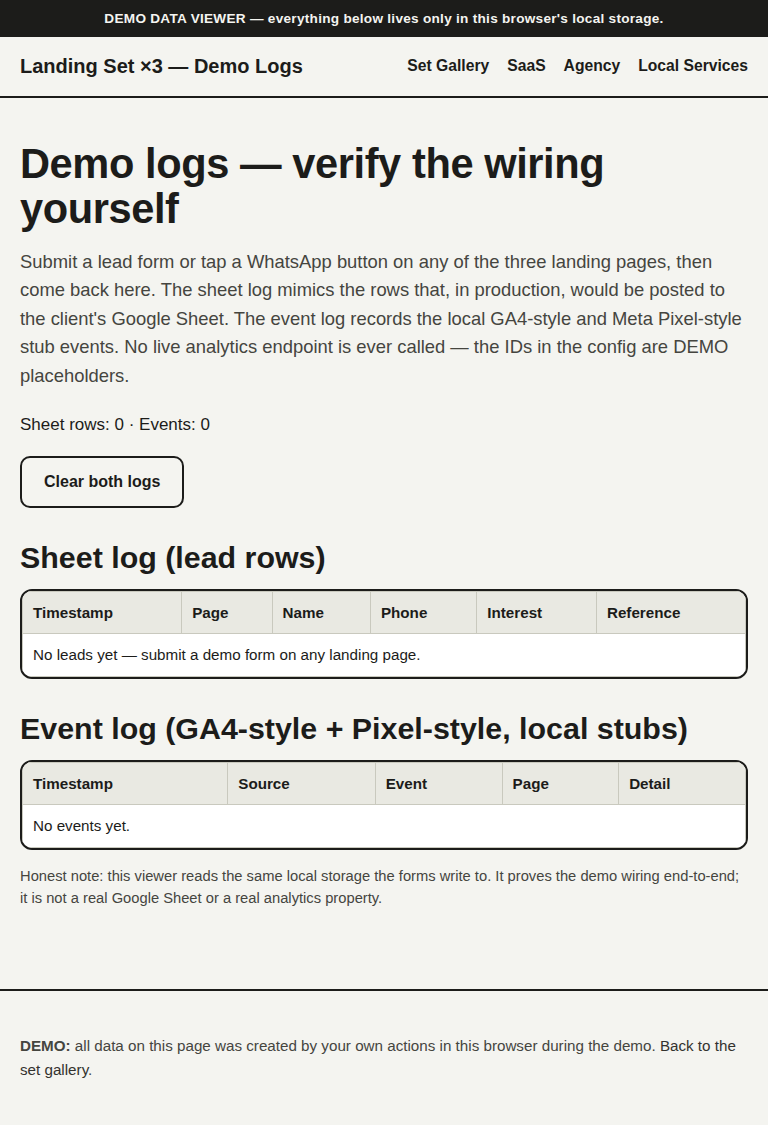 DEMO DATA VIEWER — everything below lives only in this browser's local storage.
Landing Set ×3 — Demo Logs
Set Gallery SaaS Agency Local Services
Demo logs — verify the wiring
yourself
Submit a lead form or tap a WhatsApp button on any of the three landing pages, then
come back here. The sheet log mimics the rows that, in production, would be posted to
the client's Google Sheet. The event log records the local GA4-style and Meta Pixel-style
stub events. No live analytics endpoint is ever called — the IDs in the config are DEMO
placeholders.
Sheet rows: 0 · Events: 0
Clear both logs
Sheet log (lead rows)
Timestamp Page Name Phone Interest Reference
No leads yet — submit a demo form on any landing page.
Event log (GA4-style + Pixel-style, local stubs)
Timestamp Source Event Page Detail
No events yet.
Honest note: this viewer reads the same local storage the forms write to. It proves the demo wiring end-to-end;
it is not a real Google Sheet or a real analytics property.
DEMO: all data on this page was created by your own actions in this browser during the demo. Back to the
set gallery.